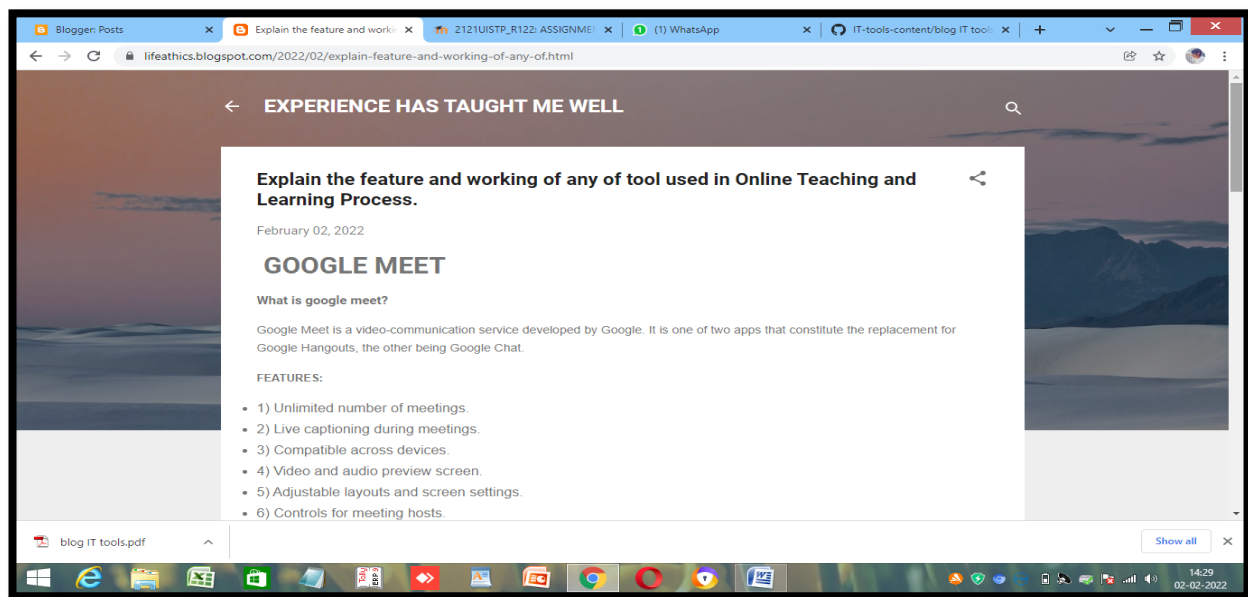 Blogger: Posts
Explain the feature and workin
2121UISTP_R122: ASSIGNMEN
(1) WhatsApp
IT-tools-content/blog IT tools
lifeathics.blogspot.com/2022/02/explain-feature-and-working-of-any-of.html
EXPERIENCE HAS TAUGHT ME WELL
Explain the feature and working of any of tool used in Online Teaching and
Learning Process.
February 02, 2022
GOOGLE MEET
What is google meet?
Google Meet is a video-communication service developed by Google. It is one of two apps that constitute the replacement for
Google Hangouts, the other being Google Chat.
FEATURES:
• 1) Unlimited number of meetings.
• 2) Live captioning during meetings.
• 3) Compatible across devices.
• 4) Video and audio preview screen.
• 5) Adjustable layouts and screen settings.
• 6) Controls for meeting hosts.
blog IT tools.pdf
Show all
Tally
ERP 9
14:29
02-02-2022